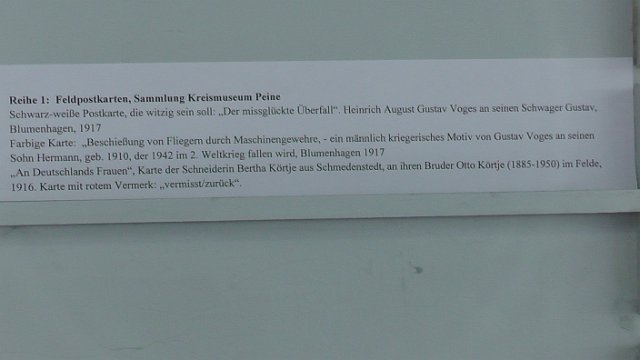 Reihe 1: Feldpostkarten, Sammlung Kreismuseum Peine
Schwarz-weiße Postkarte, die witzig sein soll: „Der missglückte Überfall“. Heinrich August Gustav Voges an seinen Schwager Gustav,
Blumenhagen, 1917
Farbige Karte: „Beschießung von Fliegern durch Maschinengewehre, - ein männlich kriegerisches Motiv von Gustav Voges an seinen
Sohn Hermann, geb. 1910, der 1942 im 2. Weltkrieg fallen wird, Blumenhagen 1917
„An Deutschlands Frauen“, Karte der Schneiderin Bertha Körtje aus Schmedenstedt, an ihren Bruder Otto Körtje (1885-1950) im Felde,
1916. Karte mit rotem Vermerk: „vermisst/zurück“.